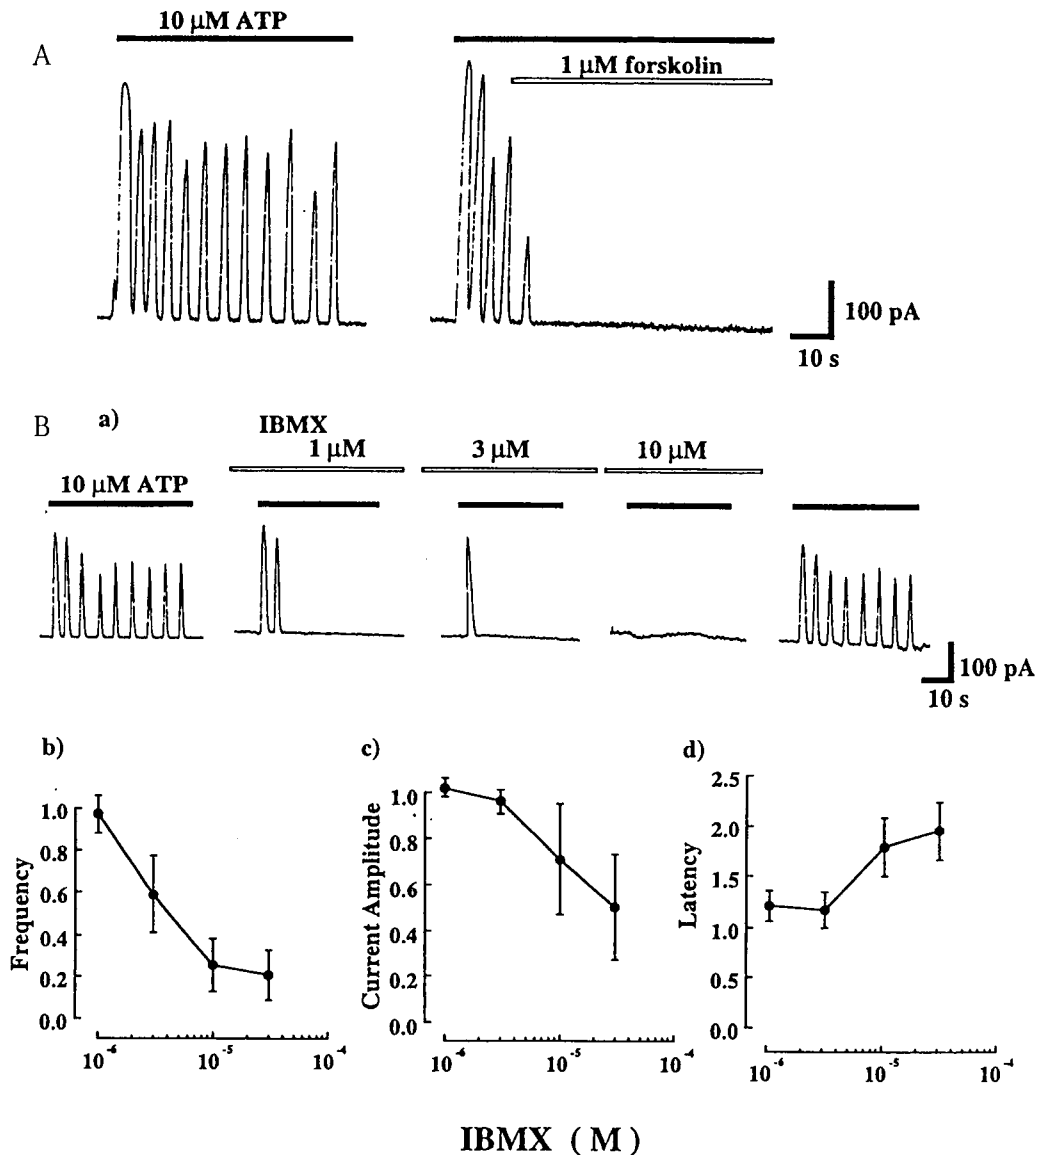 10 μM ATP
A
1 μM forskolin
100 pA
10 s
B
a)
IBMX
1 μM
3 μM
10 μM
10 μM ATP
100 pA
10 s
b)
Frequency
1.0
0.8
0.6
0.4
0.2
0.0
10⁻⁶
10⁻⁵
10⁻⁴
c)
Current Amplitude
1.0
0.8
0.6
0.4
0.2
0.0
10⁻⁶
10⁻⁵
10⁻⁴
d)
Latency
2.5
2.0
1.5
1.0
0.5
0.0
10⁻⁶
10⁻⁵
10⁻⁴
IBMX ( M )